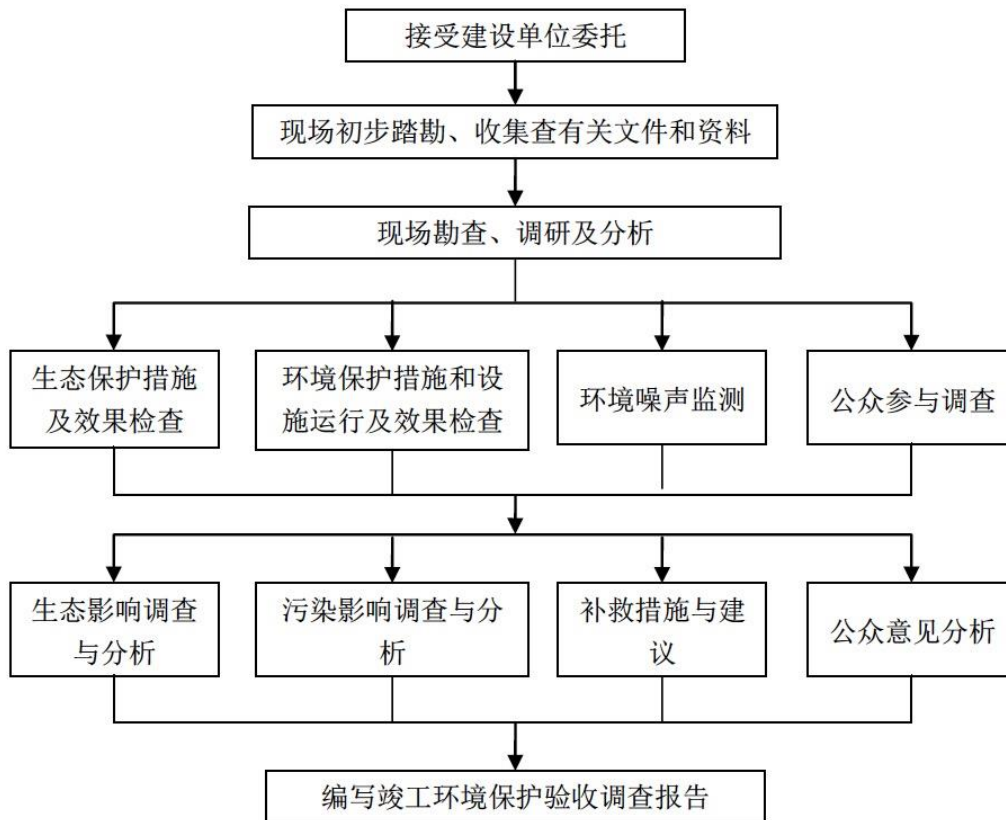 接受建设单位委托
现场初步踏勘、收集查有关文件和资料
现场勘查、调研及分析
生态保护措施
及效果检查
环境保护措施和设
施运行及效果检查
环境噪声监测
公众参与调查
生态影响调查
与分析
污染影响调查与分
析
补救措施与建
议
公众意见分析
编写竣工环境保护验收调查报告